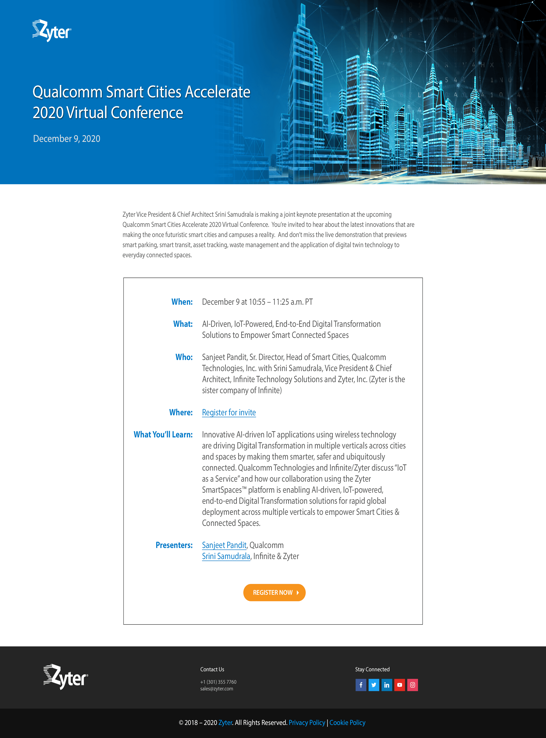 Zyter
Qualcomm Smart Cities Accelerate
2020 Virtual Conference
December 9, 2020
Zyter Vice President & Chief Architect Srini Samudrala is making a joint keynote presentation at the upcoming
Qualcomm Smart Cities Accelerate 2020 Virtual Conference. You're invited to hear about the latest innovations that are
making the once futuristic smart cities and campuses a reality. And don't miss the live demonstration that previews
smart parking, smart transit, asset tracking, waste management and the application of digital twin technology to
everyday connected spaces.
When: December 9 at 10:55 – 11:25 a.m. PT
What: AI-Driven, IoT-Powered, End-to-End Digital Transformation
Solutions to Empower Smart Connected Spaces
Who: Sanjeet Pandit, Sr. Director, Head of Smart Cities, Qualcomm
Technologies, Inc. with Srini Samudrala, Vice President & Chief
Architect, Infinite Technology Solutions and Zyter, Inc. (Zyter is the
sister company of Infinite)
Where: Register for invite
What You'll Learn: Innovative AI-driven IoT applications using wireless technology
are driving Digital Transformation in multiple verticals across cities
and spaces by making them smarter, safer and ubiquitously
connected. Qualcomm Technologies and Infinite/Zyter discuss "IoT
as a Service" and how our collaboration using the Zyter
SmartSpaces™ platform is enabling AI-driven, IoT-powered,
end-to-end Digital Transformation solutions for rapid global
deployment across multiple verticals to empower Smart Cities &
Connected Spaces.
Presenters: Sanjeet Pandit, Qualcomm
Srini Samudrala, Infinite & Zyter
REGISTER NOW
Zyter
Contact Us
+1 (301) 355 7760
sales@zyter.com
Stay Connected
© 2018 – 2020 Zyter. All Rights Reserved. Privacy Policy | Cookie Policy